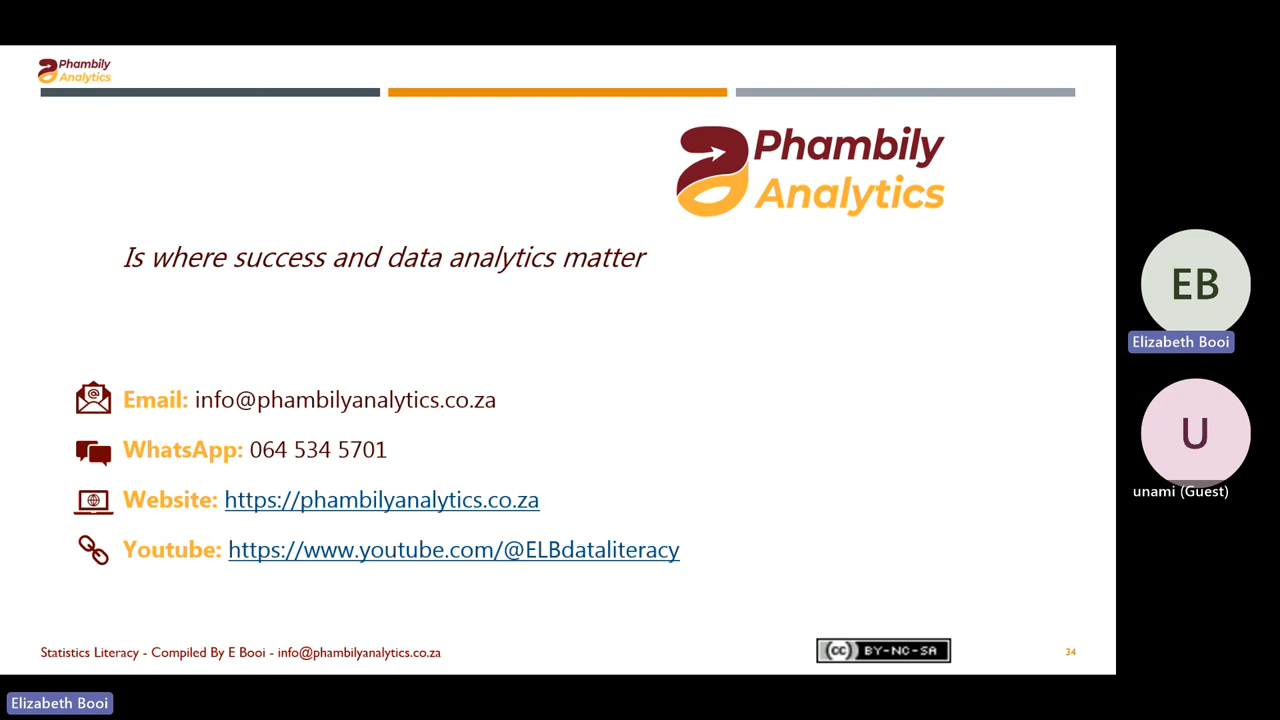 Phambily
Analytics
Phambily
Analytics
Is where success and data analytics matter
Email: info@phambilyanalytics.co.za
WhatsApp: 064 534 5701
Website: https://phambilyanalytics.co.za
Youtube: https://www.youtube.com/@ELBdataliteracy
Statistics Literacy - Compiled By E Booi - info@phambilyanalytics.co.za
cc BY-NC-SA
34
EB
Elizabeth Booi
U
unami (Guest)
Elizabeth Booi